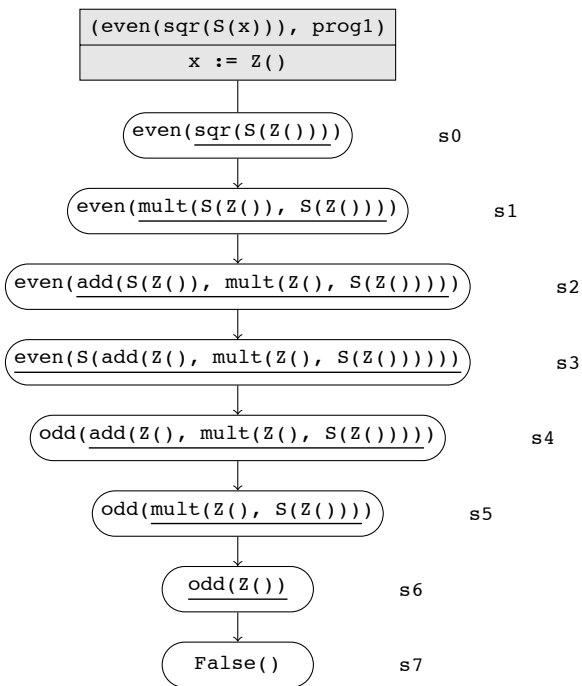 (even(sqr(S(x))), prog1)
x := Z()
even(sqr(S(Z()))) s0
even(mult(S(Z()), S(Z()))) s1
even(add(S(Z()), mult(Z(), S(Z())))) s2
even(S(add(Z(), mult(Z(), S(Z()))))) s3
odd(add(Z(), mult(Z(), S(Z())))) s4
odd(mult(Z(), S(Z()))) s5
odd(Z()) s6
False() s7